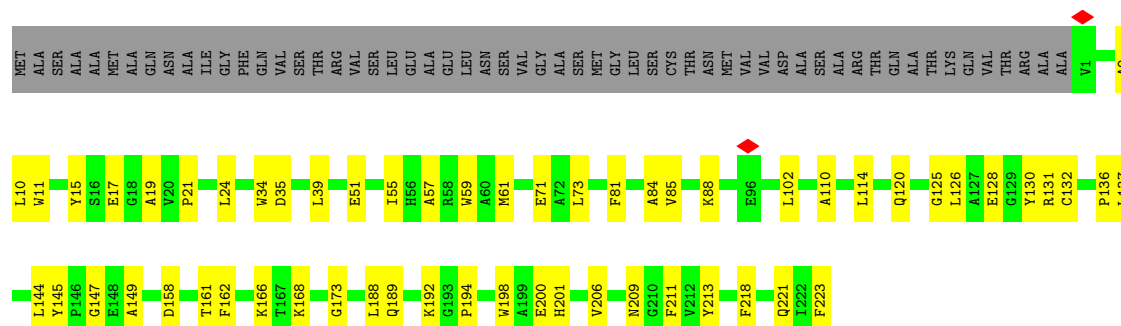 MET ALA SER ALA ALA MET ALA GLN ASN ALA ILE GLY PHE GLN VAL SER THR ARG VAL SER LEU GLU ALA GLU LEU ASN SER VAL GLY ALA SER MET GLY LEU SER CYS THR ASN MET VAL VAL ASP ALA SER ALA ALA ARG THR GLN ALA THR LYS GLN VAL THR ARG ALA ALA V1
L10 W11 Y15 S16 E17 G18 A19 V20 P21 L24 W34 D35 L39 E51 I55 H56 A57 R58 W59 A60 M61 E71 A72 L73 F81 A84 V85 K88 E96 L102 A110 L114 Q120 G125 L126 A127 E128 G129 Y130 R131 C132 P136
L144 Y145 P146 G147 E148 A149 D158 T161 F162 K166 T167 K168 G173 L188 Q189 K192 G193 P194 W198 A199 E200 H201 V206 N209 G210 F211 V212 Y213 F218 Q221 I222 F223